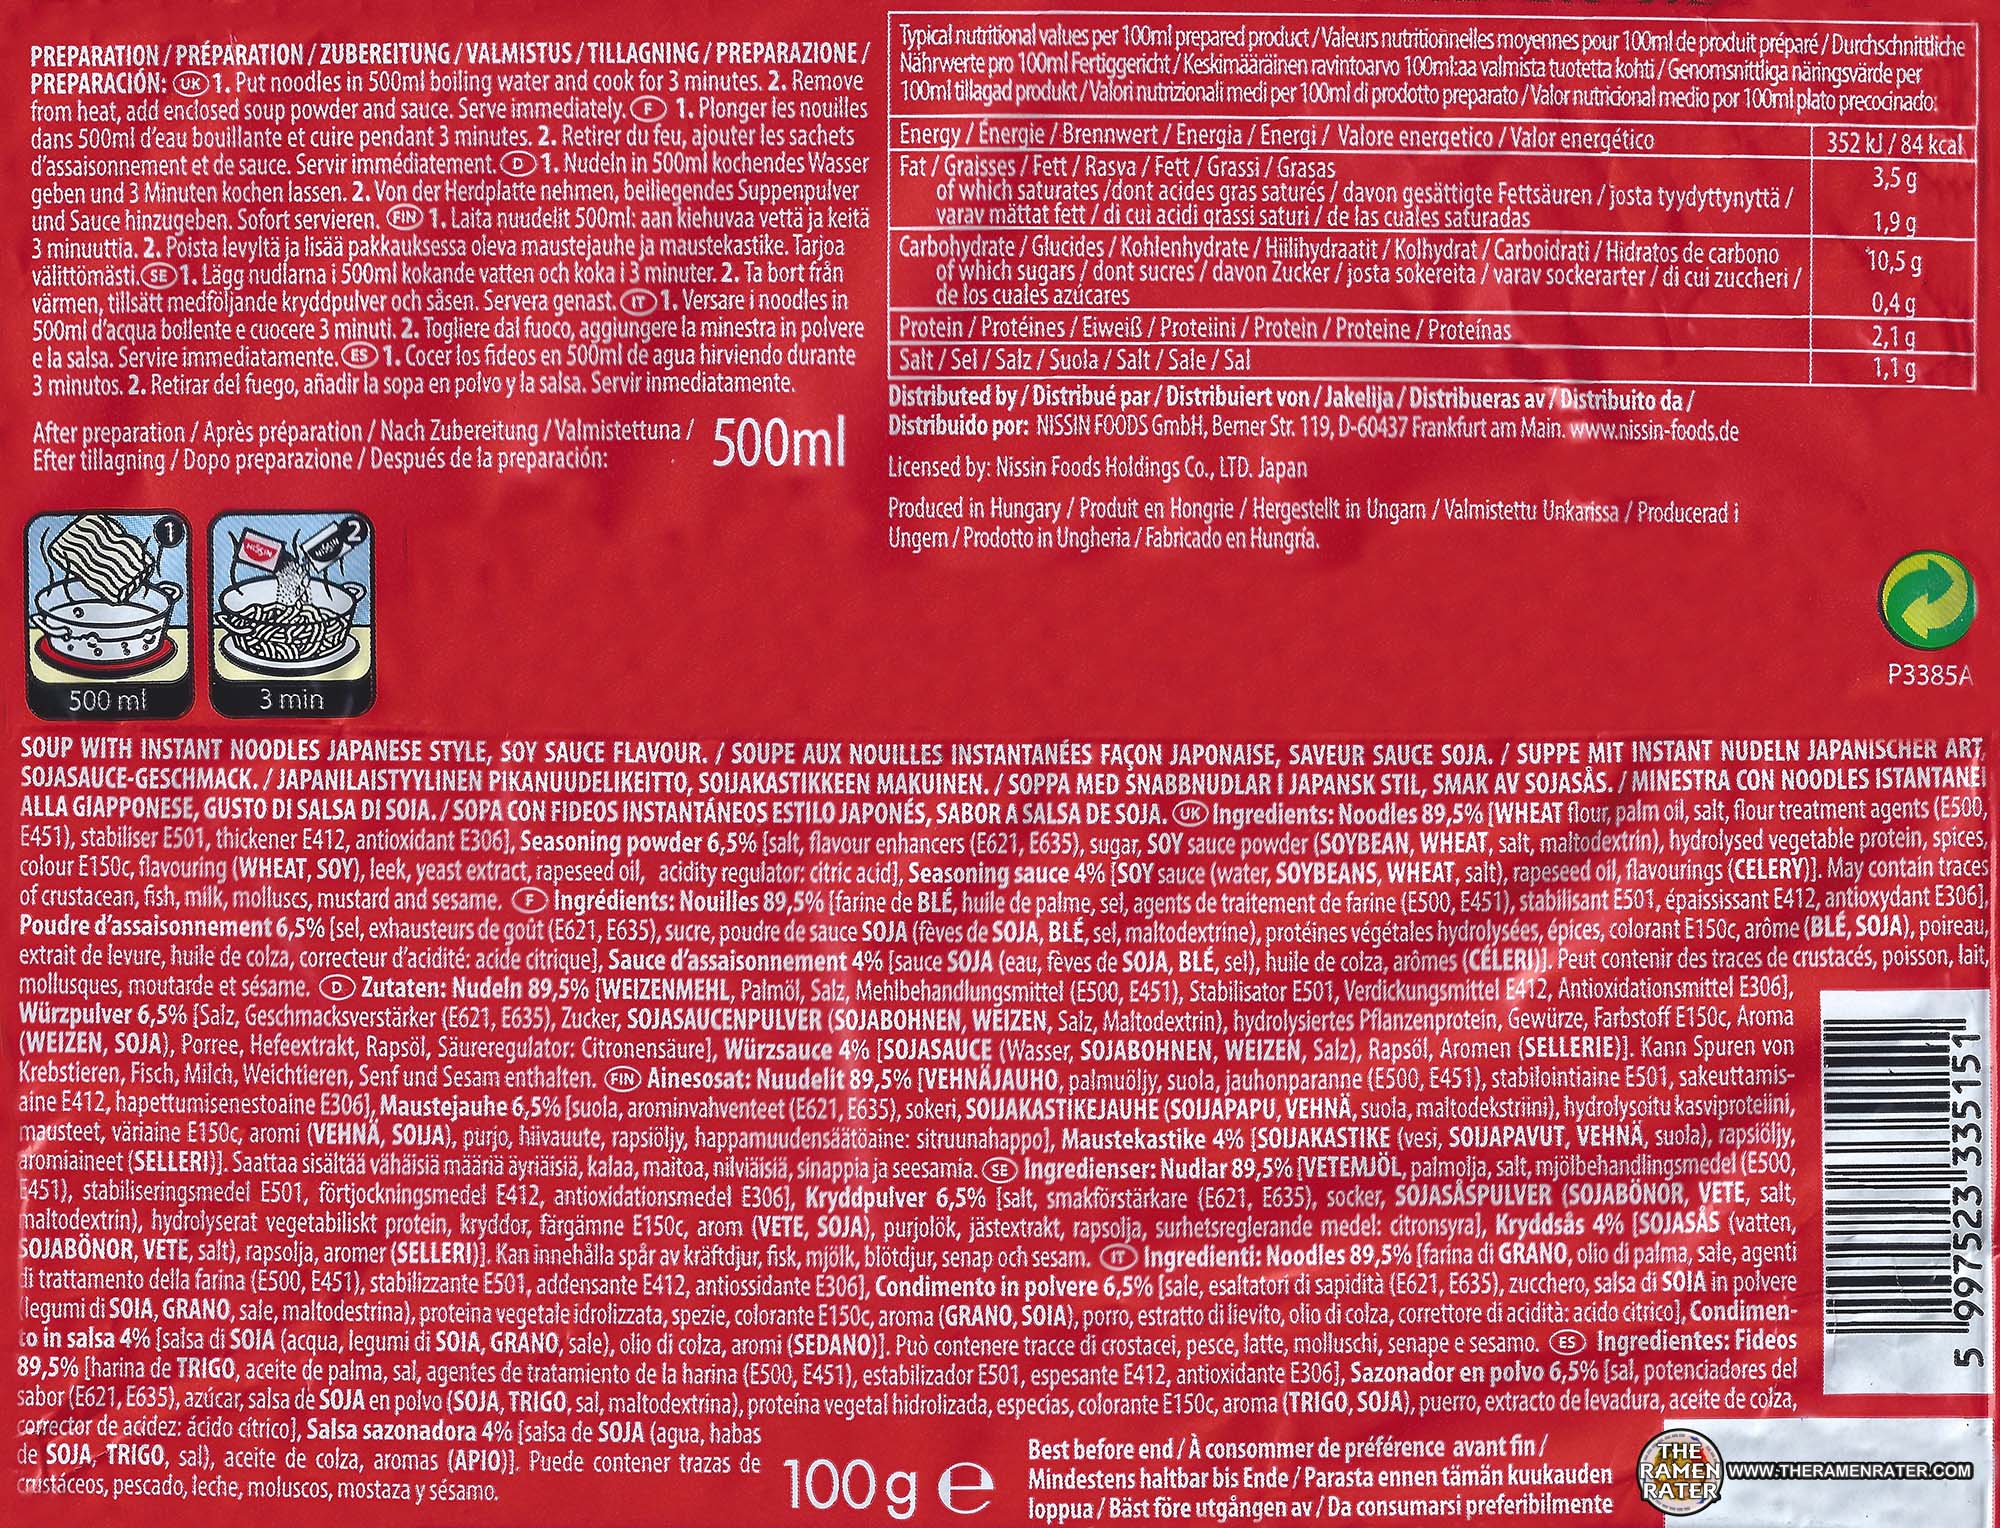 PREPARATION / PRÉPARATION / ZUBEREITUNG / VALMISTUS / TILLAGNING / PREPARAZIONE /
PREPARACIÓN: UK 1. Put noodles in 500ml boiling water and cook for 3 minutes. 2. Remove
from heat, add enclosed soup powder and sauce. Serve immediately. F 1. Plonger les nouilles
dans 500ml d'eau bouillante et cuire pendant 3 minutes. 2. Retirer du feu, ajouter les sachets
d'assaisonnement et de sauce. Servir immédiatement. D 1. Nudeln in 500ml kochendes Wasser
geben und 3 Minuten kochen lassen. 2. Von der Herdplatte nehmen, beiliegendes Suppenpulver
und Sauce hinzugeben. Sofort servieren. FIN 1. Laita nuudelit 500ml: aan kiehuvaa vettä ja keitä
3 minuuttia. 2. Poista levyltä ja lisää pakkauksessa oleva maustejauhe ja maustekastike. Tarjoa
välittömästi. SE 1. Lägg nudlarna i 500ml kokande vatten och koka i 3 minuter. 2. Ta bort från
värmen, tillsätt medföljande kryddpulver och såsen. Servera genast. IT 1. Versare i noodles in
500ml d'acqua bollente e cuocere 3 minuti. 2. Togliere dal fuoco, aggiungere la minestra in polvere
e la salsa. Servire immediatamente. ES 1. Cocer los fideos en 500ml de agua hirviendo durante
3 minutos. 2. Retirar del fuego, añadir la sopa en polvo y la salsa. Servir inmediatamente.
After preparation / Après préparation / Nach Zubereitung / Valmistettuna /
Efter tillagning / Dopo preparazione / Después de la preparación:
500ml
1
NISSIN
NISSIN
2
500 ml
3 min
Typical nutritional values per 100ml prepared product / Valeurs nutritionnelles moyennes pour 100ml de produit préparé / Durchschnittliche
Nährwerte pro 100ml Fertiggericht / Keskimääräinen ravintoarvo 100ml:aa valmista tuotetta kohti / Genomsnittliga näringsvärde per
100ml tillagad produkt / Valori nutrizionali medi per 100ml di prodotto preparato / Valor nutricional medio por 100ml plato precocinado:
Energy / Énergie / Brennwert / Energia / Energi / Valore energetico / Valor energético 352 kJ / 84 kcal
Fat / Graisses / Fett / Rasva / Fett / Grassi / Grasas 3,5 g
of which saturates /dont acides gras saturés / davon gesättigte Fettsäuren / josta tyydyttynyttä /
varav mättat fett / di cui acidi grassi saturi / de las cuales saturadas 1,9 g
Carbohydrate / Glucides / Kohlenhydrate / Hiilihydraatit / Kolhydrat / Carboidrati / Hidratos de carbono 10,5 g
of which sugars / dont sucres / davon Zucker / josta sokereita / varav sockerarter / di cui zuccheri /
de los cuales azúcares 0,4 g
Protein / Protéines / Eiweiß / Proteiini / Protein / Proteine / Proteínas 2,1 g
Salt / Sel / Salz / Suola / Salt / Sale / Sal 1,1 g
Distributed by / Distribué par / Distribuiert von / Jakelija / Distribueras av / Distribuito da /
Distribuido por: NISSIN FOODS GmbH, Berner Str. 119, D-60437 Frankfurt am Main. www.nissin-foods.de
Licensed by: Nissin Foods Holdings Co., LTD. Japan
Produced in Hungary / Produit en Hongrie / Hergestellt in Ungarn / Valmistettu Unkarissa / Producerad i
Ungern / Prodotto in Ungheria / Fabricado en Hungría.
P3385A
SOUP WITH INSTANT NOODLES JAPANESE STYLE, SOY SAUCE FLAVOUR. / SOUPE AUX NOUILLES INSTANTANÉES FAÇON JAPONAISE, SAVEUR SAUCE SOJA. / SUPPE MIT INSTANT NUDELN JAPANISCHER ART,
SOJASAUCE-GESCHMACK. / JAPANILAISTYYLINEN PIKANUUDELIKEITTO, SOIJAKASTIKKEEN MAKUINEN. / SOPPA MED SNABBNUDLAR I JAPANSK STIL, SMAK AV SOJASÅS. / MINESTRA CON NOODLES ISTANTANEI
ALLA GIAPPONESE, GUSTO DI SALSA DI SOIA. / SOPA CON FIDEOS INSTANTÁNEOS ESTILO JAPONÉS, SABOR A SALSA DE SOJA. UK Ingredients: Noodles 89,5% [WHEAT flour, palm oil, salt, flour treatment agents (E500,
E451), stabiliser E501, thickener E412, antioxidant E306], Seasoning powder 6,5% [salt, flavour enhancers (E621, E635), sugar, SOY sauce powder (SOYBEAN, WHEAT, salt, maltodextrin), hydrolysed vegetable protein, spices,
colour E150c, flavouring (WHEAT, SOY), leek, yeast extract, rapeseed oil, acidity regulator: citric acid], Seasoning sauce 4% [SOY sauce (water, SOYBEANS, WHEAT, salt), rapeseed oil, flavourings (CELERY)]. May contain traces
of crustacean, fish, milk, molluscs, mustard and sesame. F Ingrédients: Nouilles 89,5% [farine de BLÉ, huile de palme, sel, agents de traitement de farine (E500, E451), stabilisant E501, épaississant E412, antioxydant E306],
Poudre d'assaisonnement 6,5% [sel, exhausteurs de goût (E621, E635), sucre, poudre de sauce SOJA (fèves de SOJA, BLÉ, sel, maltodextrine), protéines végétales hydrolysées, épices, colorant E150c, arôme (BLÉ, SOJA), poireau,
extrait de levure, huile de colza, correcteur d'acidité: acide citrique], Sauce d'assaisonnement 4% [sauce SOJA (eau, fèves de SOJA, BLÉ, sel), huile de colza, arômes (CÉLERI)]. Peut contenir des traces de crustacés, poisson, lait,
mollusques, moutarde et sésame. D Zutaten: Nudeln 89,5% [WEIZENMEHL, Palmöl, Salz, Mehlbehandlungsmittel (E500, E451), Stabilisator E501, Verdickungsmittel E412, Antioxidationsmittel E306],
Würzpulver 6,5% [Salz, Geschmacksverstärker (E621, E635), Zucker, SOJASAUCENPULVER (SOJABOHNEN, WEIZEN, Salz, Maltodextrin), hydrolysiertes Pflanzenprotein, Gewürze, Farbstoff E150c, Aroma
(WEIZEN, SOJA), Porree, Hefeextrakt, Rapsöl, Säureregulator: Citronensäure], Würzsauce 4% [SOJASAUCE (Wasser, SOJABOHNEN, WEIZEN, Salz), Rapsöl, Aromen (SELLERIE)]. Kann Spuren von
Krebstieren, Fisch, Milch, Weichtieren, Senf und Sesam enthalten. FIN Ainesosat: Nuudelit 89,5% [VEHNÄJAUHO, palmuöljy, suola, jauhonparanne (E500, E451), stabilointiaine E501, sakeuttamis-
aine E412, hapettumisenestoaine E306], Maustejauhe 6,5% [suola, arominvahventeet (E621, E635), sokeri, SOIJAKASTIKEJAUHE (SOIJAPAPU, VEHNÄ, suola, maltodekstriini), hydrolysoitu kasviproteiini,
mausteet, väriaine E150c, aromi (VEHNÄ, SOIJA), purjo, hiivauute, rapsiöljy, happamuudensäätöaine: sitruunahappo], Maustekastike 4% [SOIJAKASTIKE (vesi, SOIJAPAVUT, VEHNÄ, suola), rapsiöljy,
aromiaineet (SELLERI)]. Saattaa sisältää vähäisiä määriä äyriäisiä, kalaa, maitoa, nilviäisiä, sinappia ja seesamia. SE Ingredienser: Nudlar 89,5% [VETEMJÖL, palmolja, salt, mjölbehandlingsmedel (E500,
E451), stabiliseringsmedel E501, förtjockningsmedel E412, antioxidationsmedel E306], Kryddpulver 6,5% [salt, smakförstärkare (E621, E635), socker, SOJASÅSPULVER (SOJABÖNOR, VETE, salt,
maltodextrin), hydrolyserat vegetabiliskt protein, kryddor, färgämne E150c, arom (VETE, SOJA), purjolök, jästextrakt, rapsolja, surhetsreglerande medel: citronsyra], Kryddsås 4% [SOJASÅS (vatten,
SOJABÖNOR, VETE, salt), rapsolja, aromer (SELLERI)]. Kan innehålla spår av kräftdjur, fisk, mjölk, blötdjur, senap och sesam. IT Ingredienti: Noodles 89,5% [farina di GRANO, olio di palma, sale, agenti
di trattamento della farina (E500, E451), stabilizzante E501, addensante E412, antiossidante E306], Condimento in polvere 6,5% [sale, esaltatori di sapidità (E621, E635), zucchero, salsa di SOIA in polvere
(legumi di SOIA, GRANO, sale, maltodestrina), proteina vegetale idrolizzata, spezie, colorante E150c, aroma (GRANO, SOIA), porro, estratto di lievito, olio di colza, correttore di acidità: acido citrico], Condimen-
to in salsa 4% [salsa di SOIA (acqua, legumi di SOIA, GRANO, sale), olio di colza, aromi (SEDANO)]. Può contenere tracce di crostacei, pesce, latte, molluschi, senape e sesamo. ES Ingredientes: Fideos
89,5% [harina de TRIGO, aceite de palma, sal, agentes de tratamiento de la harina (E500, E451), estabilizador E501, espesante E412, antioxidante E306], Sazonador en polvo 6,5% [sal, potenciadores del
sabor (E621, E635), azúcar, salsa de SOJA en polvo (SOJA, TRIGO, sal, maltodextrina), proteína vegetal hidrolizada, especias, colorante E150c, aroma (TRIGO, SOJA), puerro, extracto de levadura, aceite de colza,
corrector de acidez: ácido cítrico], Salsa sazonadora 4% [salsa de SOJA (agua, habas
de SOJA, TRIGO, sal), aceite de colza, aromas (APIO)]. Puede contener trazas de
crustáceos, pescado, leche, moluscos, mostaza y sésamo.
100 g e
Best before end / À consommer de préférence avant fin /
Mindestens haltbar bis Ende / Parasta ennen tämän kuukauden
loppua / Bäst före utgången av / Da consumarsi preferibilmente
5 997523 335151
THE
RAMEN
RATER
WWW.THERAMENRATER.COM